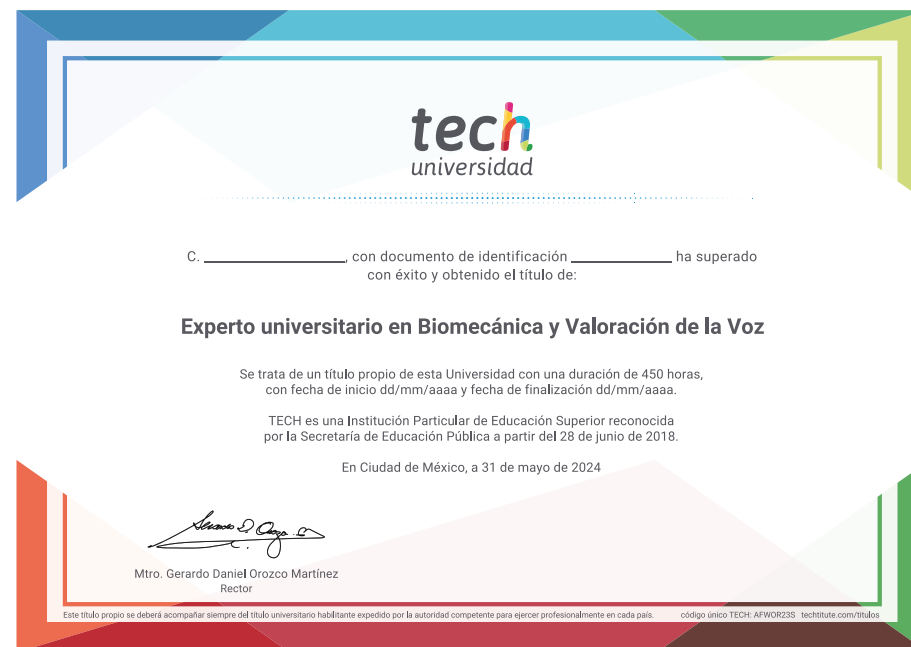 tech
universidad
C. ____________, con documento de identificación ____________ ha superado
con éxito y obtenido el título de:
Experto universitario en Biomecánica y Valoración de la Voz
Se trata de un título propio de esta Universidad con una duración de 450 horas,
con fecha de inicio dd/mm/aaaa y fecha de finalización dd/mm/aaaa.
TECH es una Institución Particular de Educación Superior reconocida
por la Secretaría de Educación Pública a partir del 28 de junio de 2018.
En Ciudad de México, a 31 de mayo de 2024
Mtro. Gerardo Daniel Orozco Martínez
Rector
Este título propio se deberá acompañar siempre del título universitario habilitante expedido por la autoridad competente para ejercer profesionalmente en cada país. código único TECH: AFWOR23S techtitute.com/titulos